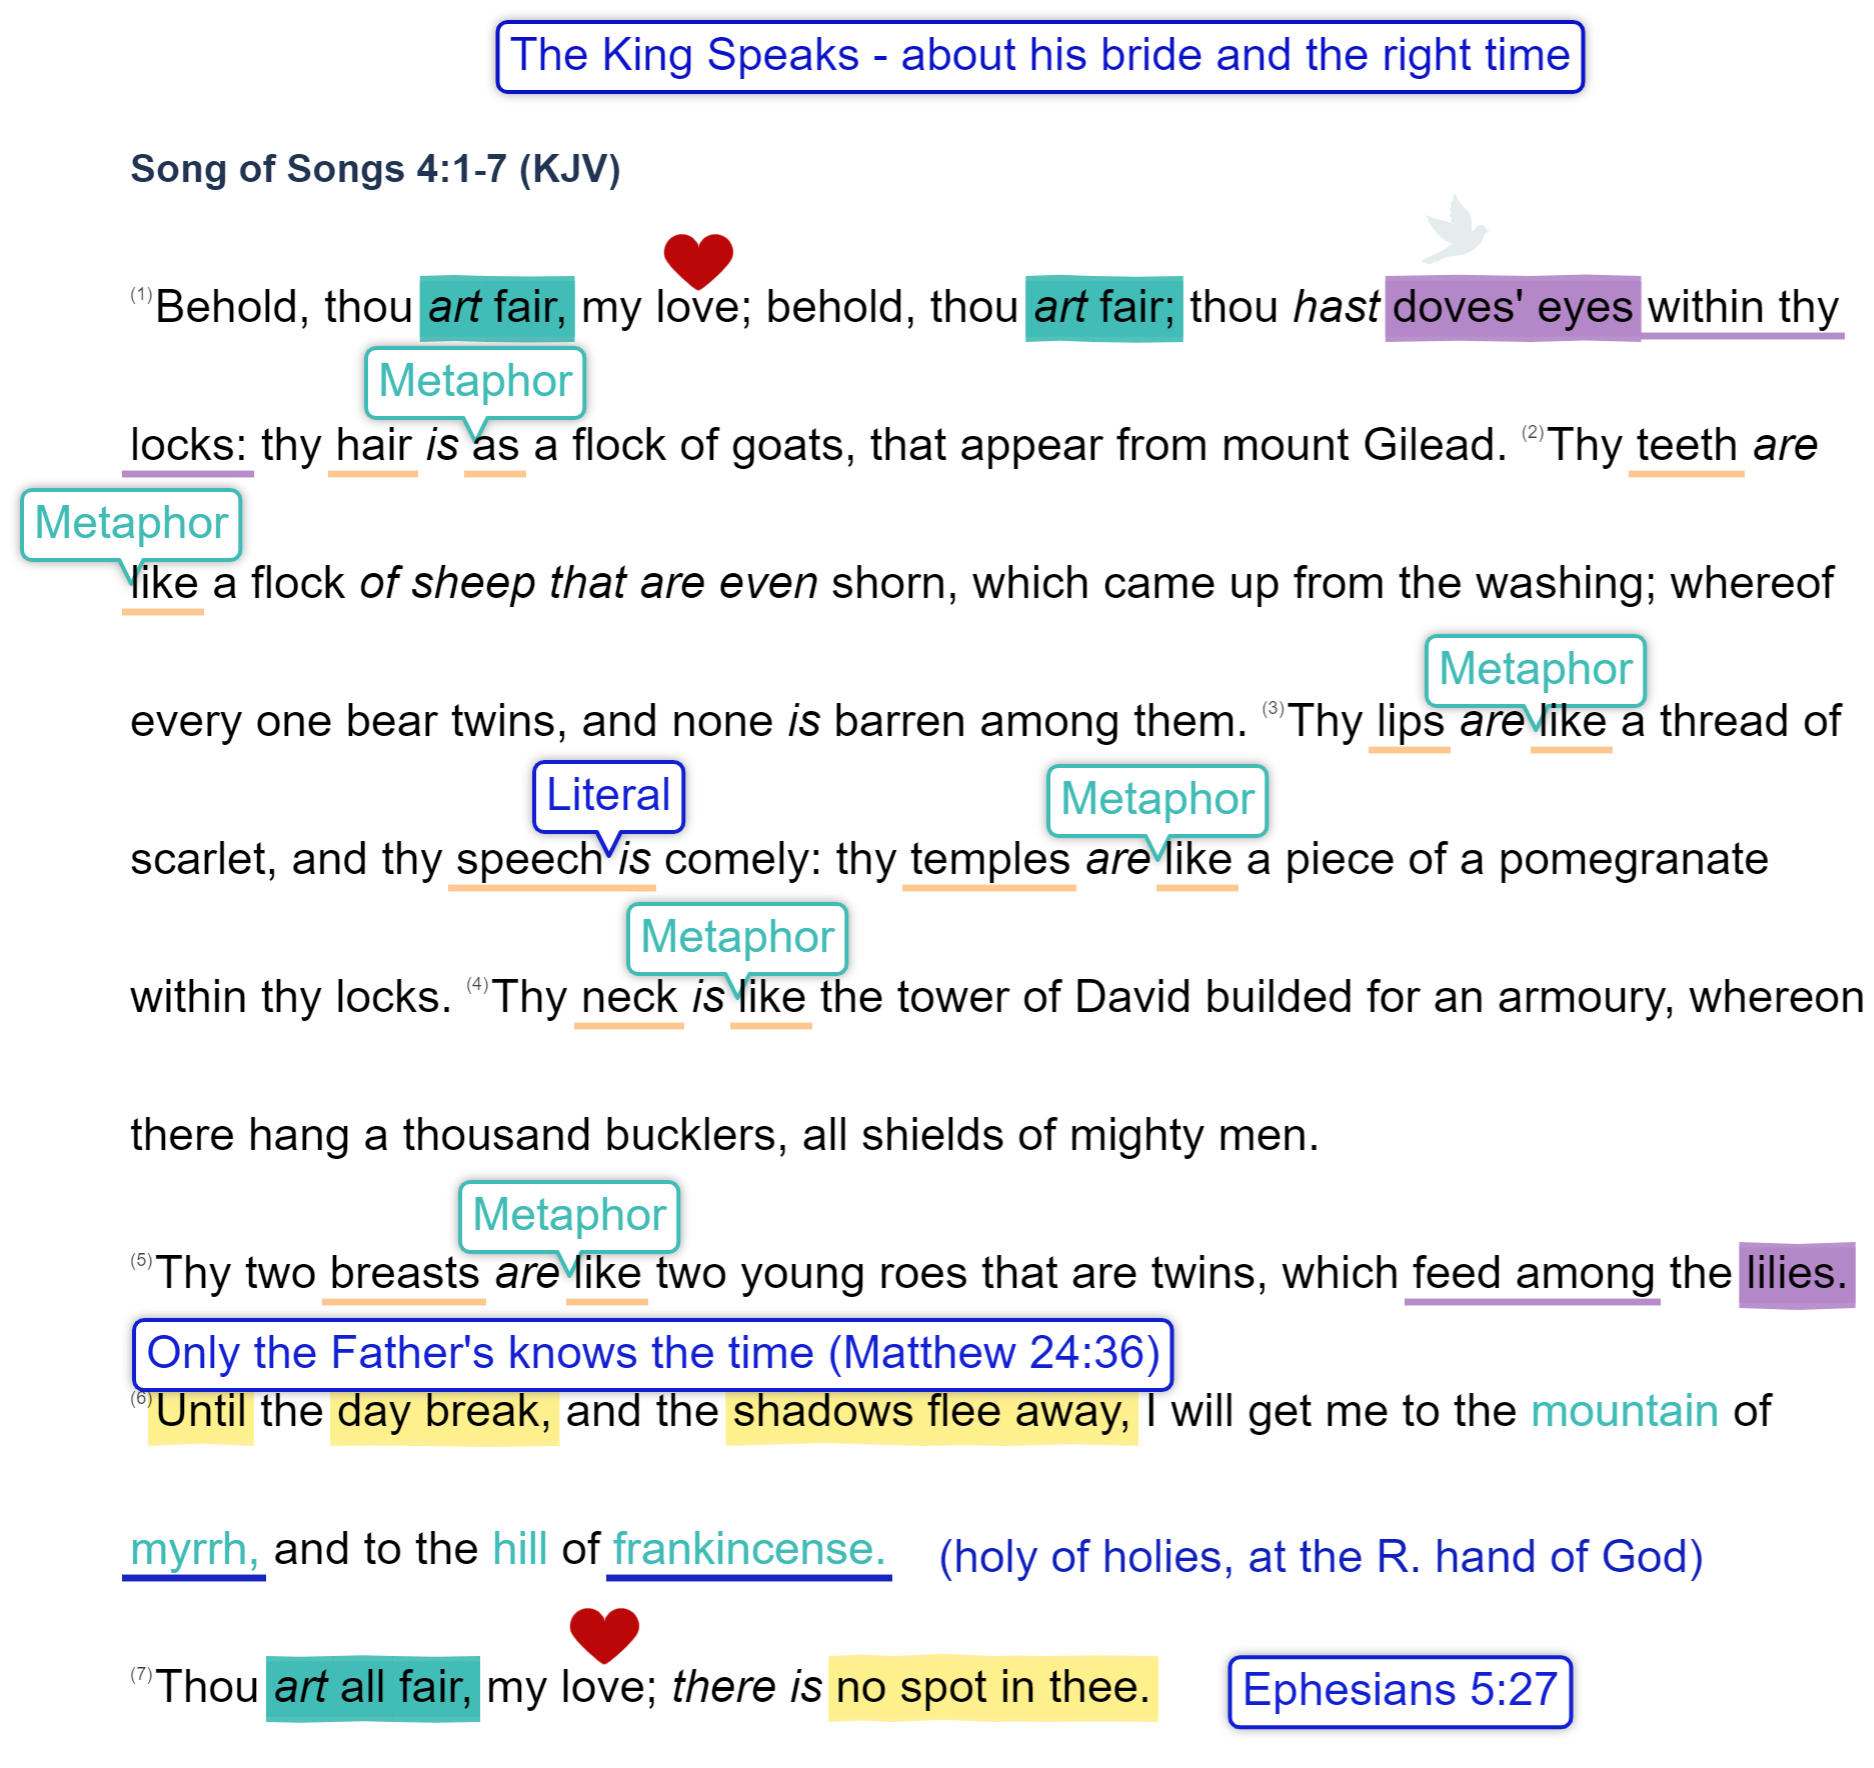 The King Speaks - about his bride and the right time
Song of Songs 4:1-7 (KJV)
(1)Behold, thou art fair, my love; behold, thou art fair; thou hast doves' eyes within thy
Metaphor
locks: thy hair is as a flock of goats, that appear from mount Gilead. (2)Thy teeth are
Metaphor
like a flock of sheep that are even shorn, which came up from the washing; whereof
Metaphor
every one bear twins, and none is barren among them. (3)Thy lips are like a thread of
Literal Metaphor
scarlet, and thy speech is comely: thy temples are like a piece of a pomegranate
Metaphor
within thy locks. (4)Thy neck is like the tower of David builded for an armoury, whereon
there hang a thousand bucklers, all shields of mighty men.
Metaphor
(5)Thy two breasts are like two young roes that are twins, which feed among the lilies.
Only the Father's knows the time (Matthew 24:36)
(6)Until the day break, and the shadows flee away, I will get me to the mountain of
myrrh, and to the hill of frankincense. (holy of holies, at the R. hand of God)
(7)Thou art all fair, my love; there is no spot in thee. Ephesians 5:27